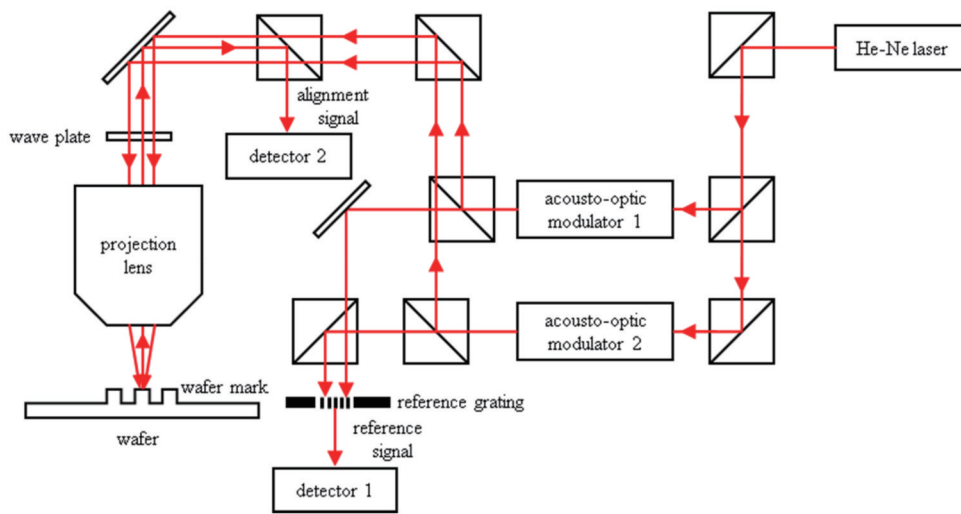 He-Ne laser
alignment
signal
wave plate
detector 2
acousto-optic
modulator 1
projection
lens
acousto-optic
modulator 2
wafer mark
reference grating
wafer
reference
signal
detector 1